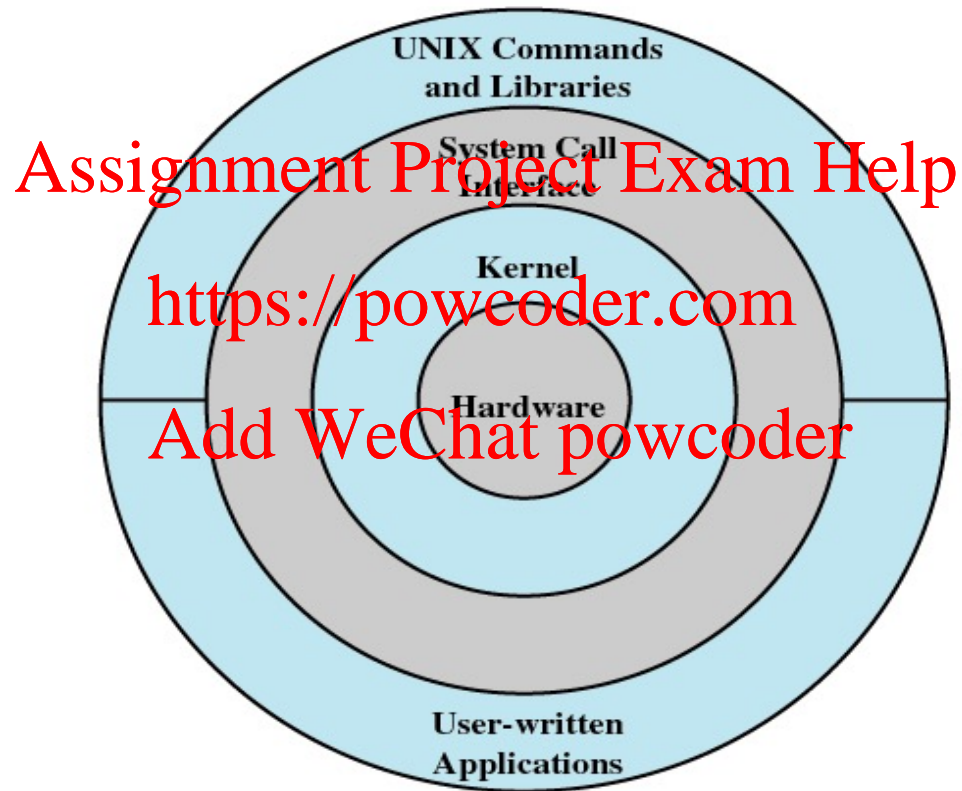 UNIX Commands
and Libraries
System Call
Assignment Project Exam Help
Interface
Kernel
https://powcoder.com
Hardware
Add WeChat powcoder
User-written
Applications